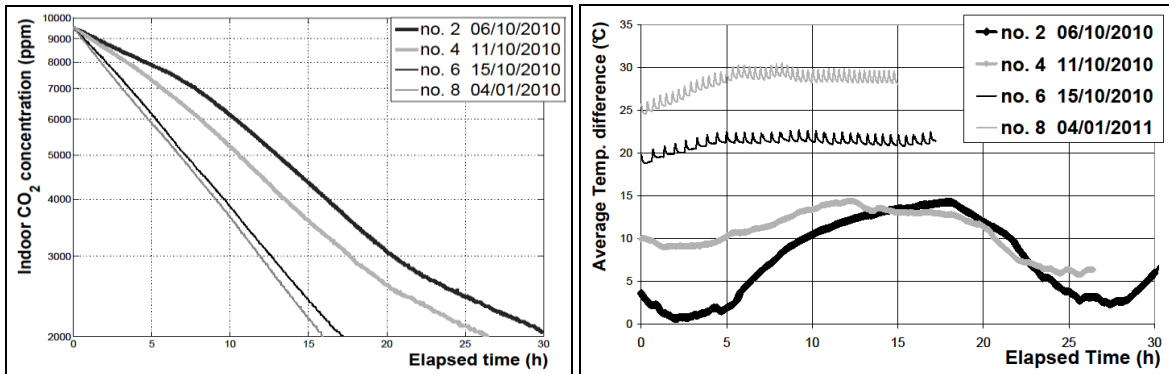 Indoor CO2 concentration (ppm)
10000
9000
8000
7000
6000
5000
4000
3000
2000
0
5
10
15
20
25
30
Elapsed time (h)
no. 2 06/10/2010
no. 4 11/10/2010
no. 6 15/10/2010
no. 8 04/01/2010
Average Temp. difference (°C)
35
30
25
20
15
10
5
0
0
5
10
15
20
25
30
Elapsed Time (h)
no. 2 06/10/2010
no. 4 11/10/2010
no. 6 15/10/2010
no. 8 04/01/2011